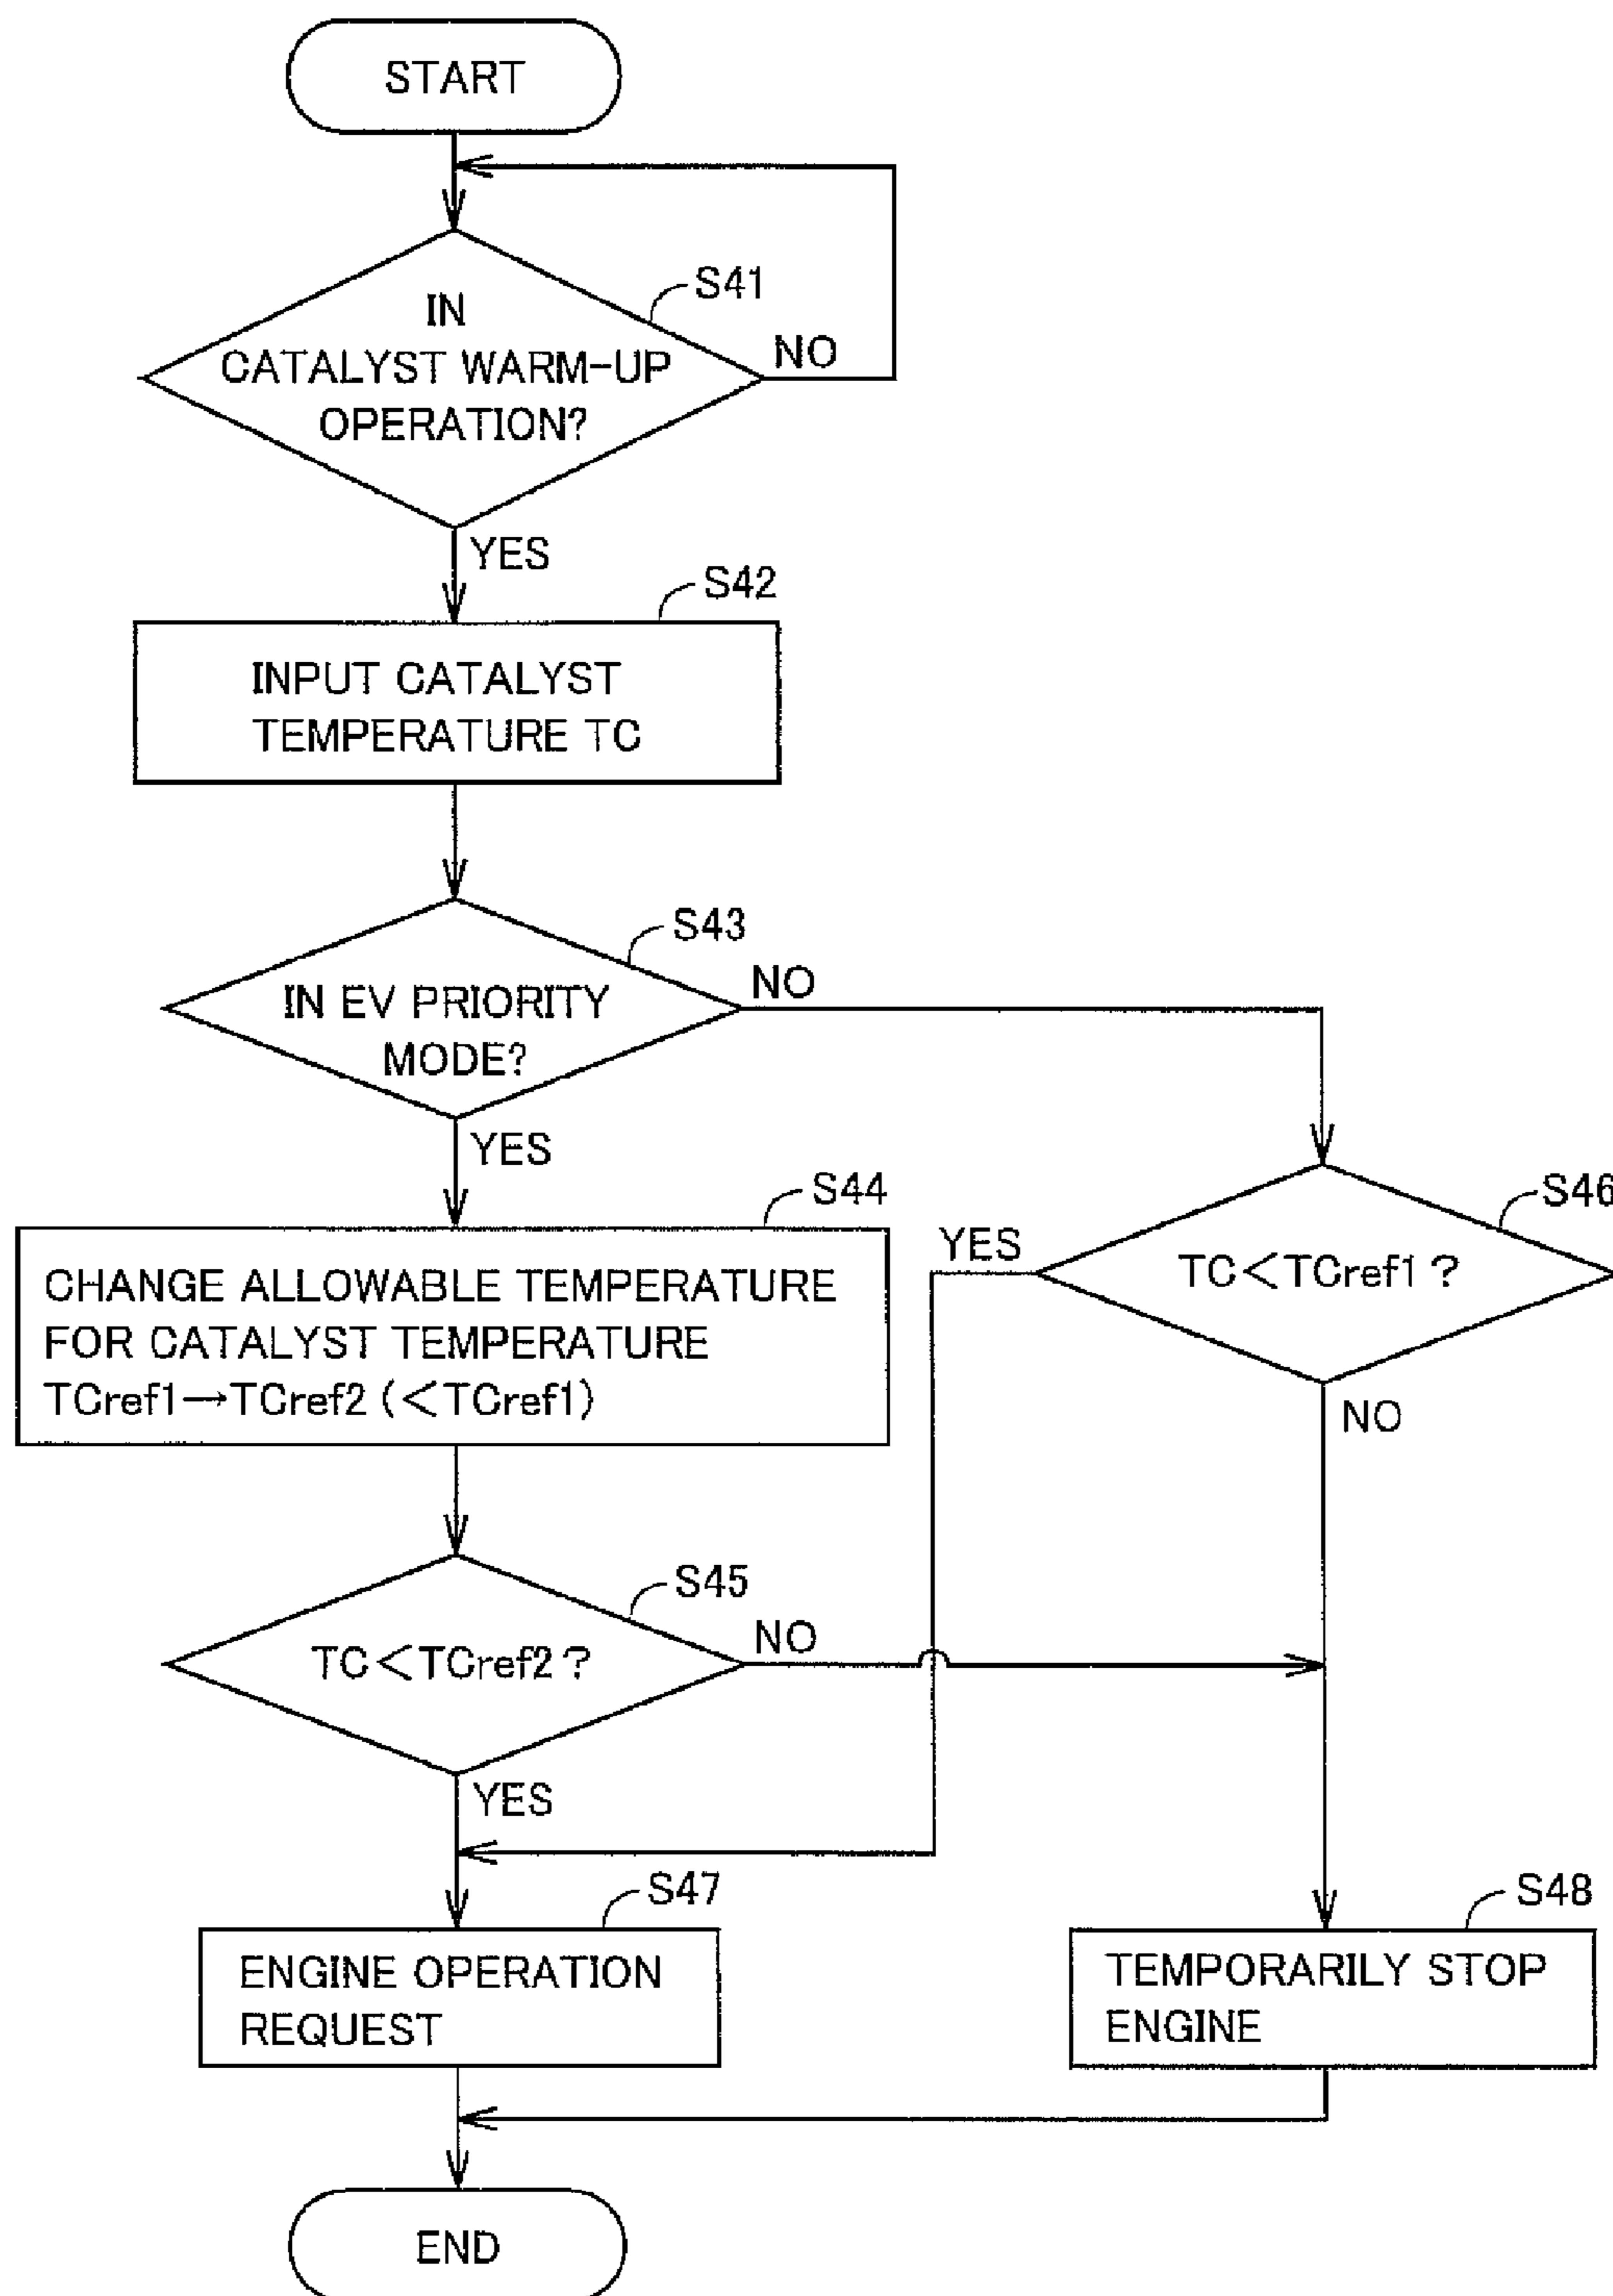 START
S41
IN
CATALYST WARM-UP
OPERATION?
NO
YES
S42
INPUT CATALYST
TEMPERATURE TC
S43
IN EV PRIORITY
MODE?
NO
YES
S44
CHANGE ALLOWABLE TEMPERATURE
FOR CATALYST TEMPERATURE
TCref1→TCref2 (<TCref1)
S46
YES
TC<TCref1 ?
NO
S45
TC<TCref2 ?
NO
YES
S47
ENGINE OPERATION
REQUEST
S48
TEMPORARILY STOP
ENGINE
END